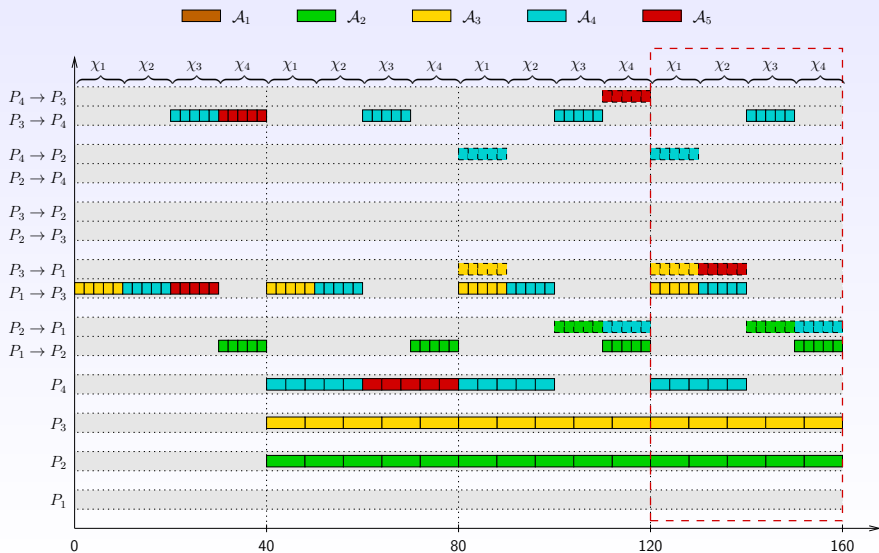 𝒜₁ 𝒜₂ 𝒜₃ 𝒜₄ 𝒜₅
χ₁ χ₂ χ₃ χ₄ χ₁ χ₂ χ₃ χ₄ χ₁ χ₂ χ₃ χ₄ χ₁ χ₂ χ₃ χ₄
P₄ → P₃
P₃ → P₄
P₄ → P₂
P₂ → P₄
P₃ → P₂
P₂ → P₃
P₃ → P₁
P₁ → P₃
P₂ → P₁
P₁ → P₂
P₄
P₃
P₂
P₁
0 40 80 120 160